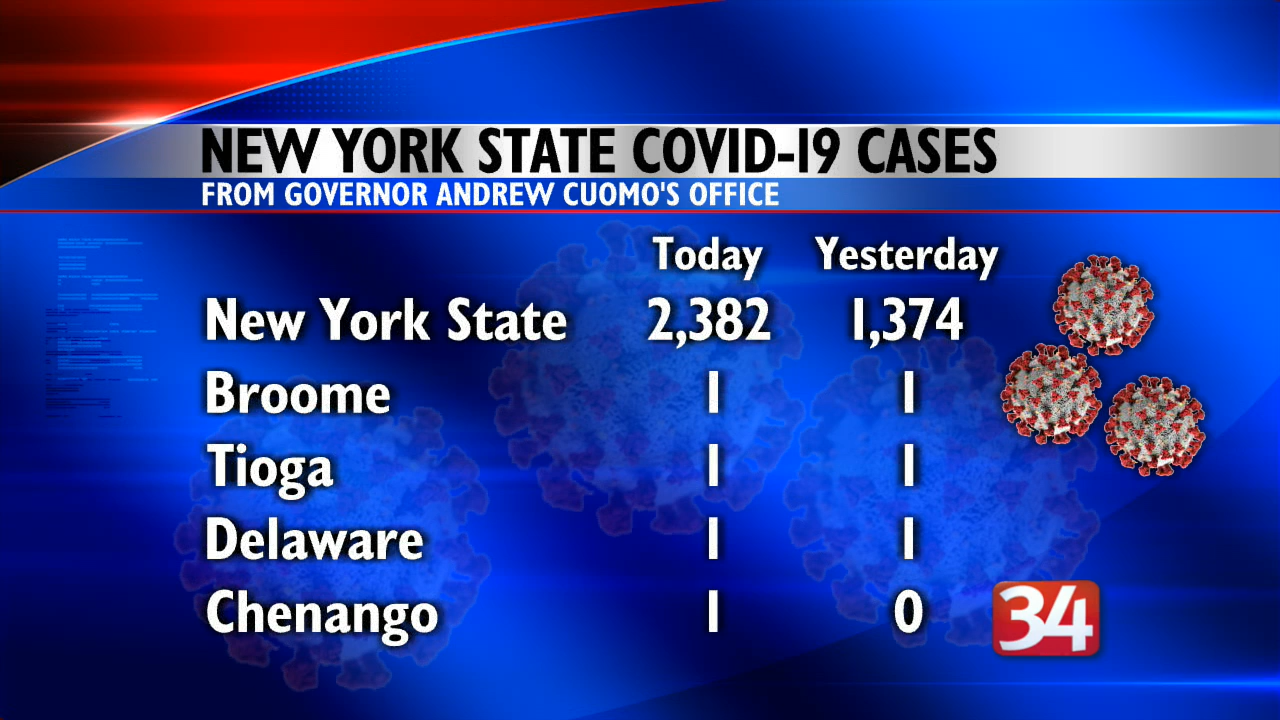 NEW YORK STATE COVID-19 CASES
FROM GOVERNOR ANDREW CUOMO'S OFFICE
Today Yesterday
New York State 2,382 1,374
Broome 1 1
Tioga 1 1
Delaware 1 1
Chenango 1 0
34